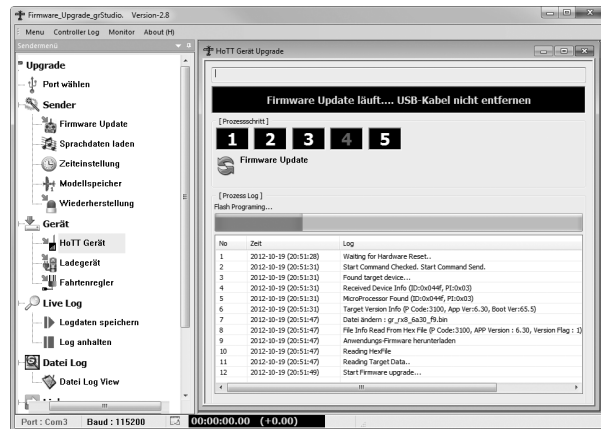 Firmware_Upgrade_grStudio. Version-2.8
Menu Controller Log Monitor About (H)
Sendermenü
Upgrade
Port wählen
Sender
Firmware Update
Sprachdaten laden
Zeiteinstellung
Modellspeicher
Wiederherstellung
Gerät
HoTT Gerät
Ladegerät
Fahrtenregler
Live Log
Logdaten speichern
Log anhalten
Datei Log
Datei Log View
HoTT Gerät Upgrade
Firmware Update läuft.... USB-Kabel nicht entfernen
[ Prozessschritt ]
1 2 3 4 5
Firmware Update
[ Prozess Log ]
Flash Programing...
No Zeit Log
1 2012-10-19 (20:51:28) Waiting for Hardware Reset..
2 2012-10-19 (20:51:31) Start Command Checked. Start Command Send.
3 2012-10-19 (20:51:31) Found target device...
4 2012-10-19 (20:51:31) Received Device Info (ID:0x044f, PI:0x03)
5 2012-10-19 (20:51:31) MicroProcessor Found (ID:0x044f, PI:0x03)
6 2012-10-19 (20:51:31) Target Version Info (P Code:3100, App Ver:6.30, Boot Ver:65.5)
7 2012-10-19 (20:51:47) Datei ändern : gr_rx8_6a30_f9.bin
8 2012-10-19 (20:51:47) File Info Read From Hex File (P Code:3100, APP Version : 6.30, Version Flag : 1)
9 2012-10-19 (20:51:47) Anwendungs-Firmware herunterladen
10 2012-10-19 (20:51:47) Reading HexFile
11 2012-10-19 (20:51:47) Reading Target Data..
12 2012-10-19 (20:51:49) Start Firmware upgrade...
Port : Com3 Baud : 115200 00:00:00.00 (+0.00)